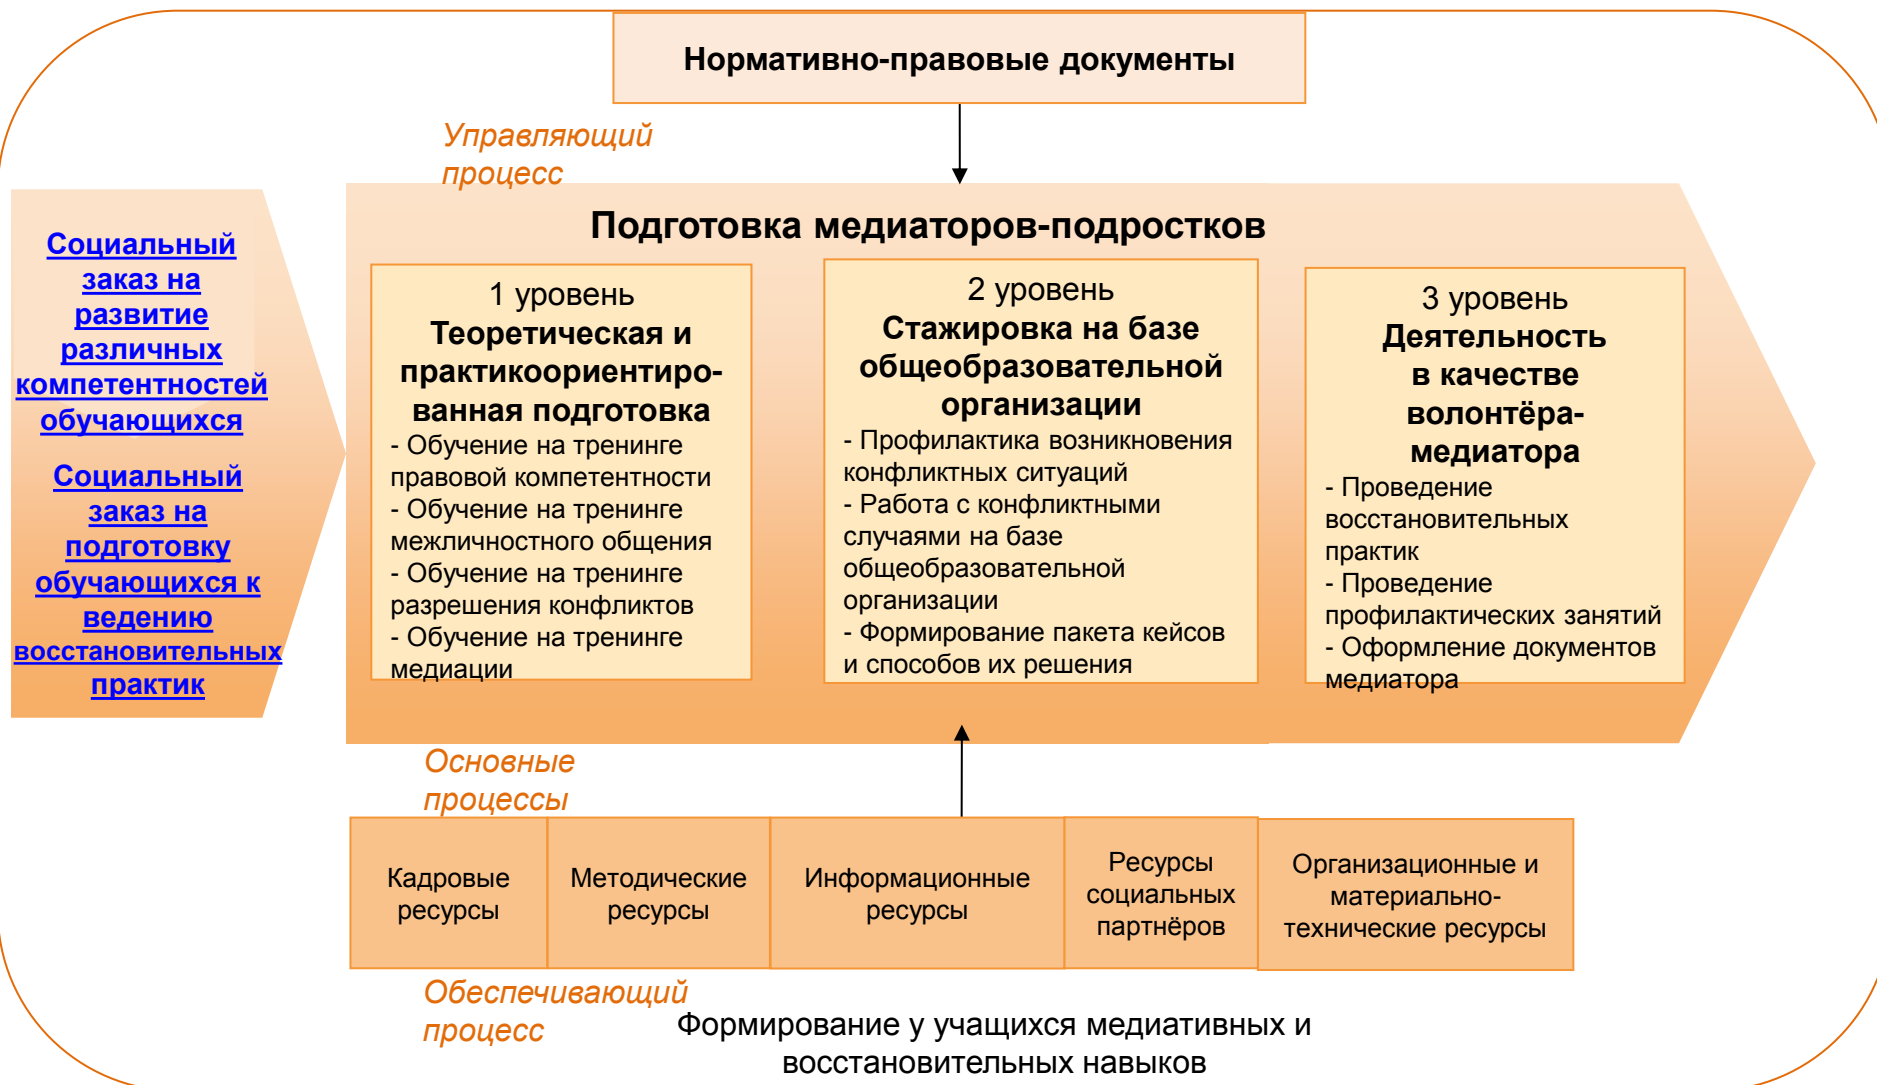 Нормативно-правовые документы
Управляющий
процесс
Социальный
заказ на
развитие
различных
компетентностей
обучающихся
Социальный
заказ на
подготовку
обучающихся к
ведению
восстановительных
практик
Подготовка медиаторов-подростков
1 уровень
Теоретическая и
практикоориентиро-
ванная подготовка
- Обучение на тренинге
правовой компетентности
- Обучение на тренинге
межличностного общения
- Обучение на тренинге
разрешения конфликтов
- Обучение на тренинге
медиации
2 уровень
Стажировка на базе
общеобразовательной
организации
- Профилактика возникновения
конфликтных ситуаций
- Работа с конфликтными
случаями на базе
общеобразовательной
организации
- Формирование пакета кейсов
и способов их решения
3 уровень
Деятельность
в качестве
волонтёра-
медиатора
- Проведение
восстановительных
практик
- Проведение
профилактических занятий
- Оформление документов
медиатора
Основные
процессы
Кадровые
ресурсы
Методические
ресурсы
Информационные
ресурсы
Ресурсы
социальных
партнёров
Организационные и
материально-
технические ресурсы
Обеспечивающий
процесс
Формирование у учащихся медиативных и
восстановительных навыков